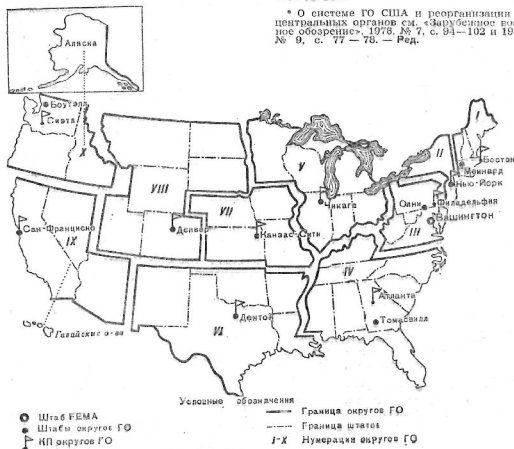 * О системе ГО США и реорганизации
центральных органов см. «Зарубежное вое
ное обозрение», 1978, № 7, с. 94—102 и 19
№ 9, с. 77 — 78. — Ред.
Аляска
Боутелл
Сиэтл
X
I
II
V
Бостон
Мейнард
Нью-Йорк
VIII
Чикаго
Олни
Филадельфия
Вашингтон
III
VII
Сан-Франциско
IX
Денвер
Канзас-Сити
IV
Атланта
Гавайские о-ва
VI
Дентон
Томасвилл
Условные обозначения
Штаб FEMA
Штабы округов ГО
КП округов ГО
Граница округов ГО
Граница штатов
I-X Нумерация округов ГО